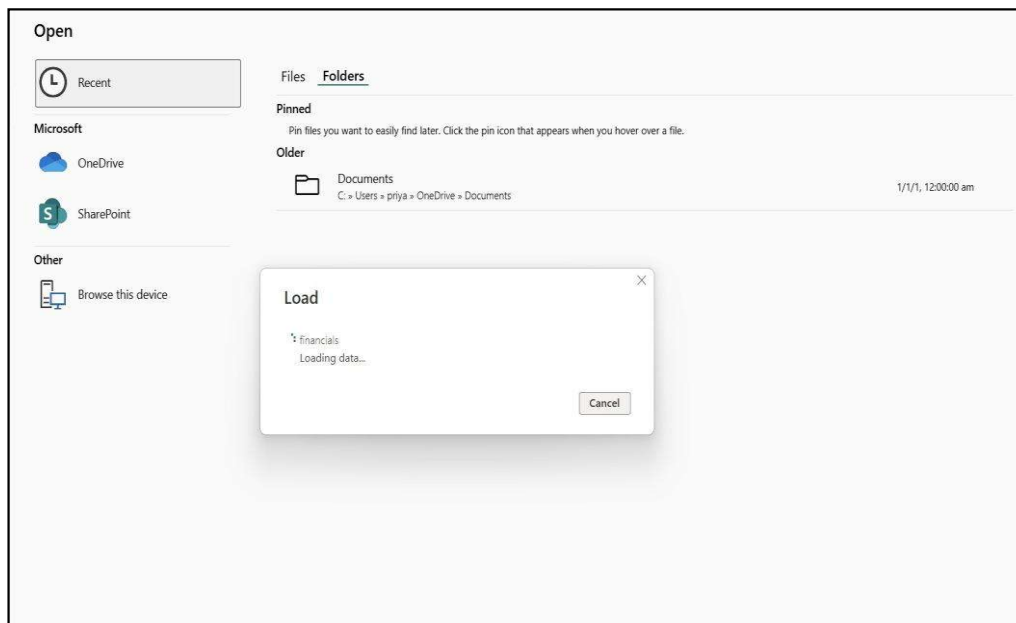 Open
Recent
Microsoft
OneDrive
SharePoint
Other
Browse this device
Files Folders
Pinned
Pin files you want to easily find later. Click the pin icon that appears when you hover over a file.
Older
Documents
C: » Users » priya » OneDrive » Documents
1/1/1, 12:00:00 am
Load
financials
Loading data...
Cancel